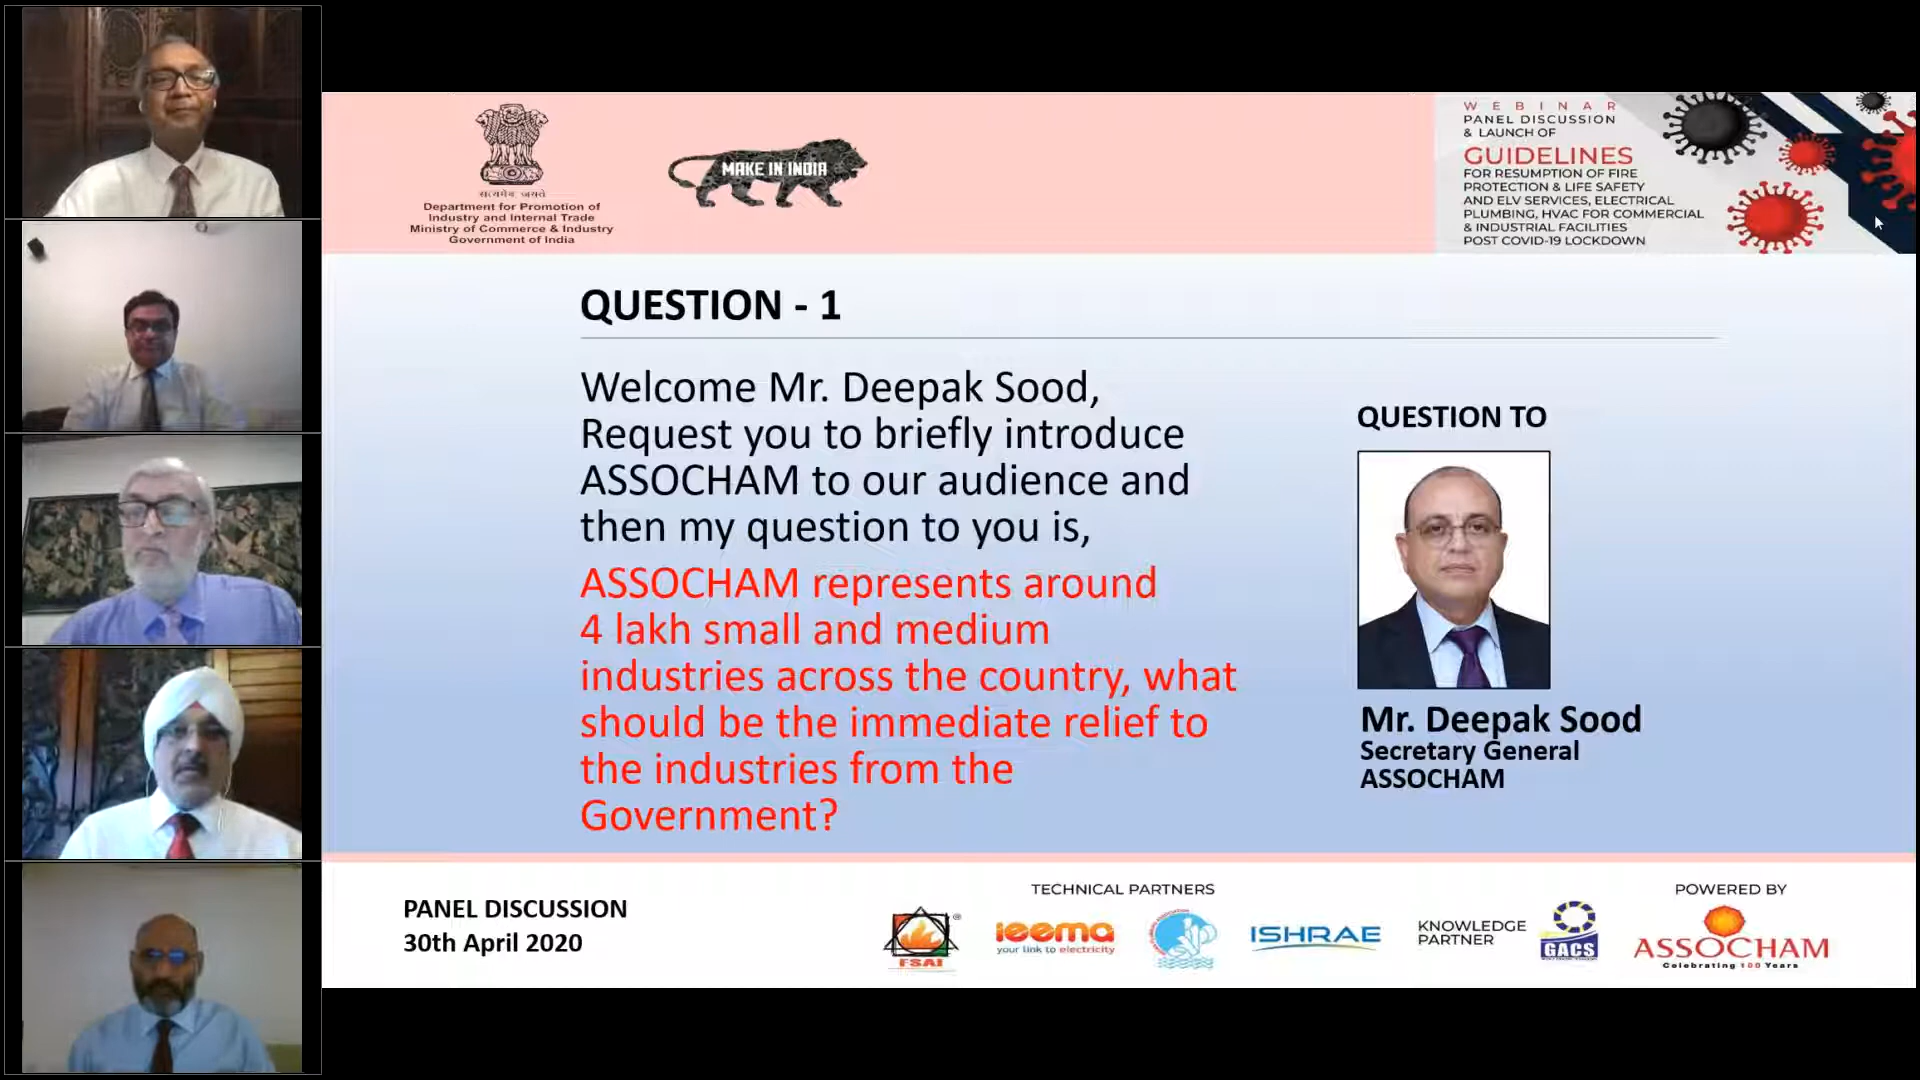 सत्यमेव जयते
Department for Promotion of
Industry and Internal Trade
Ministry of Commerce & Industry
Government of India
MAKE IN INDIA
WEBINAR
PANEL DISCUSSION
& LAUNCH OF
GUIDELINES
FOR RESUMPTION OF FIRE
PROTECTION & LIFE SAFETY
AND ELV SERVICES, ELECTRICAL
PLUMBING, HVAC FOR COMMERCIAL
& INDUSTRIAL FACILITIES
POST COVID-19 LOCKDOWN
QUESTION - 1
Welcome Mr. Deepak Sood,
Request you to briefly introduce
ASSOCHAM to our audience and
then my question to you is,
ASSOCHAM represents around
4 lakh small and medium
industries across the country, what
should be the immediate relief to
the industries from the
Government?
QUESTION TO
Mr. Deepak Sood
Secretary General
ASSOCHAM
PANEL DISCUSSION
30th April 2020
TECHNICAL PARTNERS
FSAI
ieema
your link to electricity
ISHRAE
KNOWLEDGE
PARTNER
GACS
POWERED BY
ASSOCHAM
Celebrating 100 Years